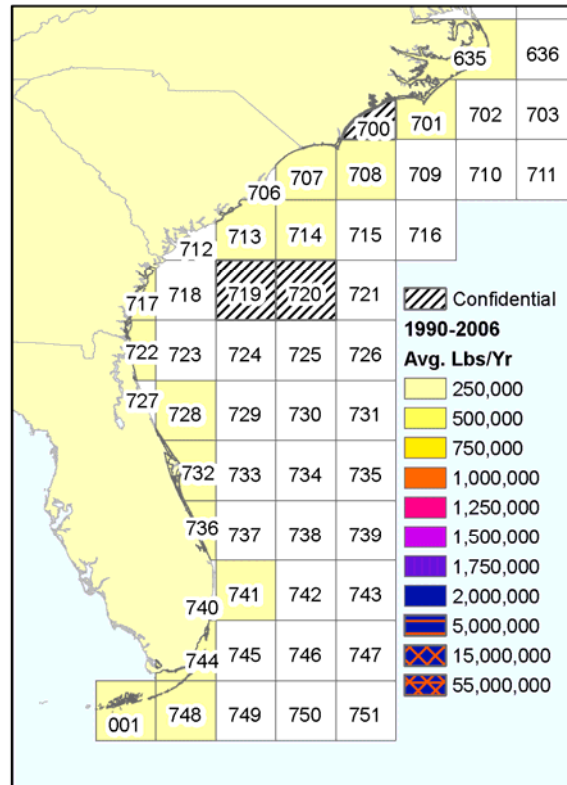 635 636
700 701 702 703
706 707 708 709 710 711
712 713 714 715 716
717 718 719 720 721
722 723 724 725 726
727 728 729 730 731
732 733 734 735
736 737 738 739
740 741 742 743
744 745 746 747
001 748 749 750 751
Confidential
1990-2006
Avg. Lbs/Yr
250,000
500,000
750,000
1,000,000
1,250,000
1,500,000
1,750,000
2,000,000
5,000,000
15,000,000
55,000,000